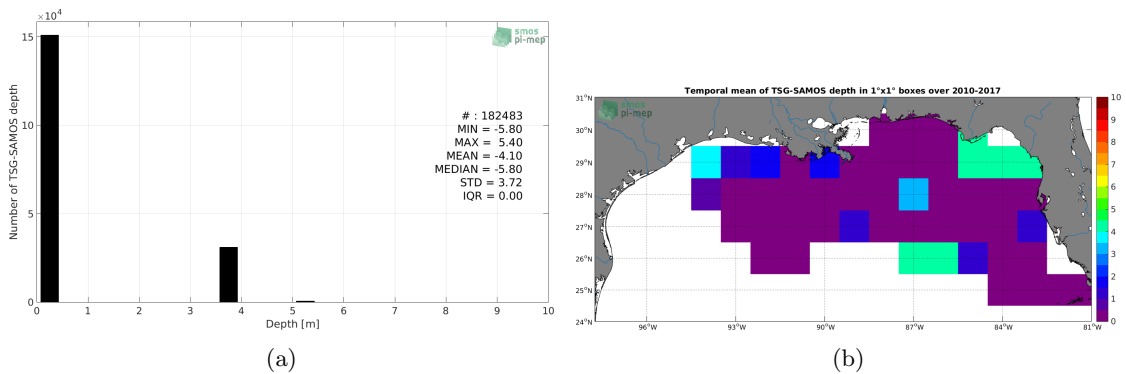 ×10⁴
15
10
5
0
0 1 2 3 4 5 6 7 8 9 10
Number of TSG-SAMOS depth
Depth [m]
smos
pi-mep
# : 182483
MIN = -5.80
MAX = 5.40
MEAN = -4.10
MEDIAN = -5.80
STD = 3.72
IQR = 0.00
(a)
Temporal mean of TSG-SAMOS depth in 1°x1° boxes over 2010-2017
smos
pi-mep
31°N
30°N
29°N
28°N
27°N
26°N
25°N
24°N
96°W 93°W 90°W 87°W 84°W 81°W
10
9
8
7
6
5
4
3
2
1
0
(b)